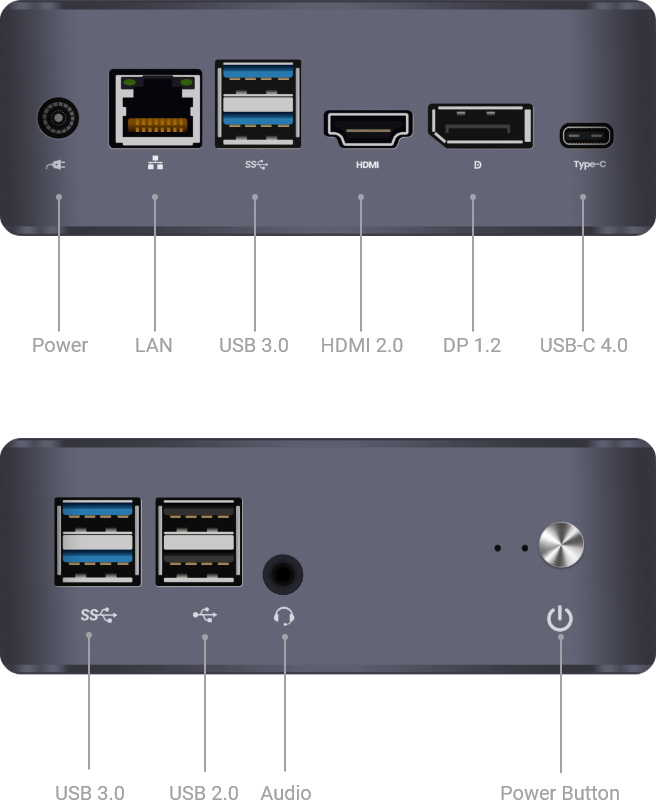 SS HDMI D Type-C
Power LAN USB 3.0 HDMI 2.0 DP 1.2 USB-C 4.0
SS
USB 3.0 USB 2.0 Audio Power Button